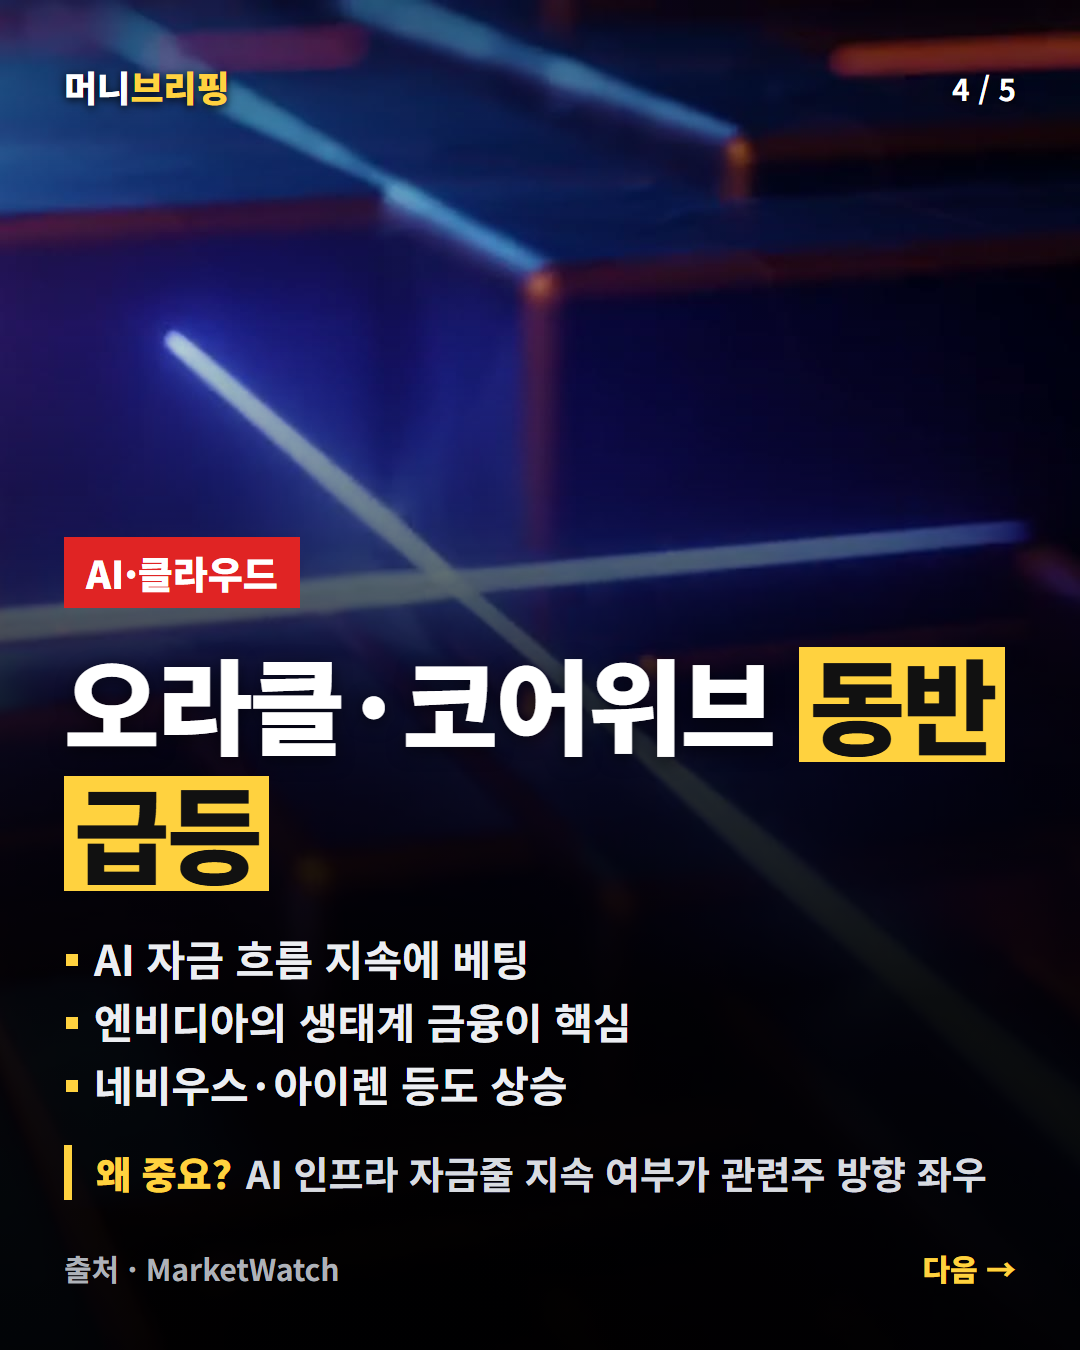 머니브리핑
4 / 5
AI·클라우드
오라클·코어위브 동반
급등
AI 자금 흐름 지속에 베팅
엔비디아의 생태계 금융이 핵심
네비우스·아이렌 등도 상승
왜 중요? AI 인프라 자금줄 지속 여부가 관련주 방향 좌우
출처 · MarketWatch
다음 →